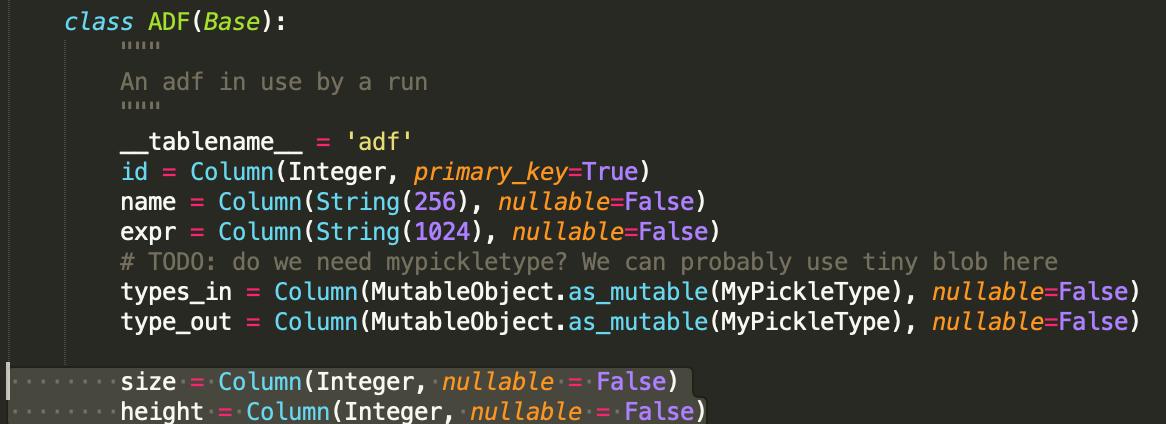 class ADF(Base):
"""
An adf in use by a run
"""
__tablename__ = 'adf'
id = Column(Integer, primary_key=True)
name = Column(String(256), nullable=False)
expr = Column(String(1024), nullable=False)
# TODO: do we need mypickletype? We can probably use tiny blob here
types_in = Column(MutableObject.as_mutable(MyPickleType), nullable=False)
type_out = Column(MutableObject.as_mutable(MyPickleType), nullable=False)
size = Column(Integer, nullable = False)
height = Column(Integer, nullable = False)